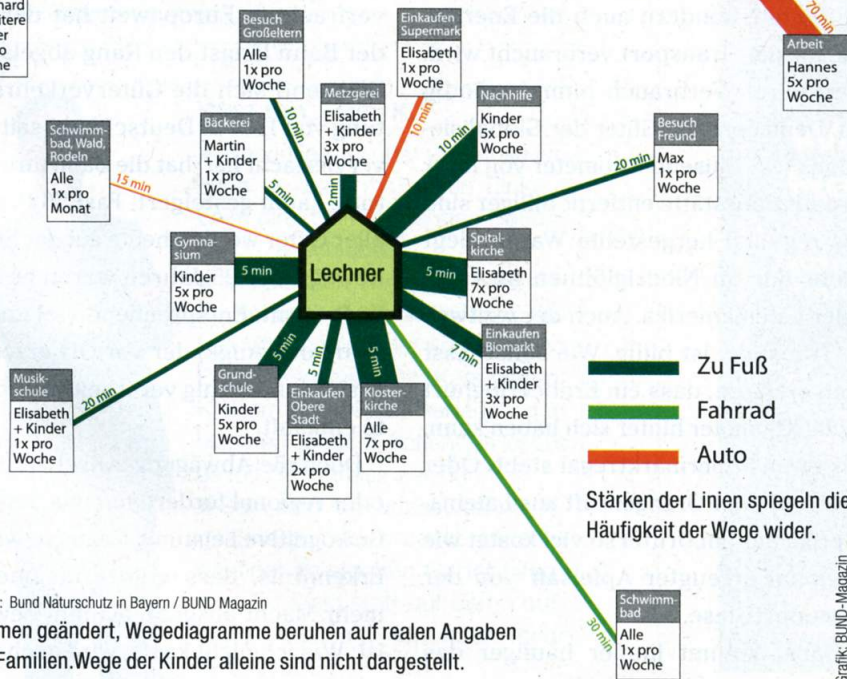 Besuch
Großeltern
Alle
1x pro
Woche
10 min
Einkaufen
Supermarkt
Elisabeth
1x pro
Woche
10 min
70 min
Arbeit
Hannes
5x pro
Woche
Metzgerei
Elisabeth
+ Kinder
3x pro
Woche
2min
Nachhilfe
Kinder
5x pro
Woche
10 min
Bäckerei
Martin
+ Kinder
1x pro
Woche
5 min
Schwimm-
bad, Wald,
Rodeln
Alle
1x pro
Monat
15 min
Besuch
Freund
Max
1x pro
Woche
20 min
Gymna-
sium
Kinder
5x pro
Woche
5 min
Lechner
5 min
Spital-
kirche
Elisabeth
7x pro
Woche
Einkaufen
Biomarkt
Elisabeth
+ Kinder
3x pro
Woche
2 min
Musik-
schule
Elisabeth
+ Kinder
1x pro
Woche
20 min
Grund-
schule
Kinder
5x pro
Woche
5 min
Einkaufen
Obere
Stadt
Elisabeth
+ Kinder
2x pro
Woche
5 min
Kloster-
kirche
Alle
7x pro
Woche
5 min
Zu Fuß
Fahrrad
Auto
Stärken der Linien spiegeln die
Häufigkeit der Wege wider.
Schwimm-
bad
Alle
1x pro
Woche
30 min
: Bund Naturschutz in Bayern / BUND Magazin
men geändert, Wegediagramme beruhen auf realen Angaben
Familien, Wege der Kinder alleine sind nicht dargestellt.
Grafik: BUND-Magazin